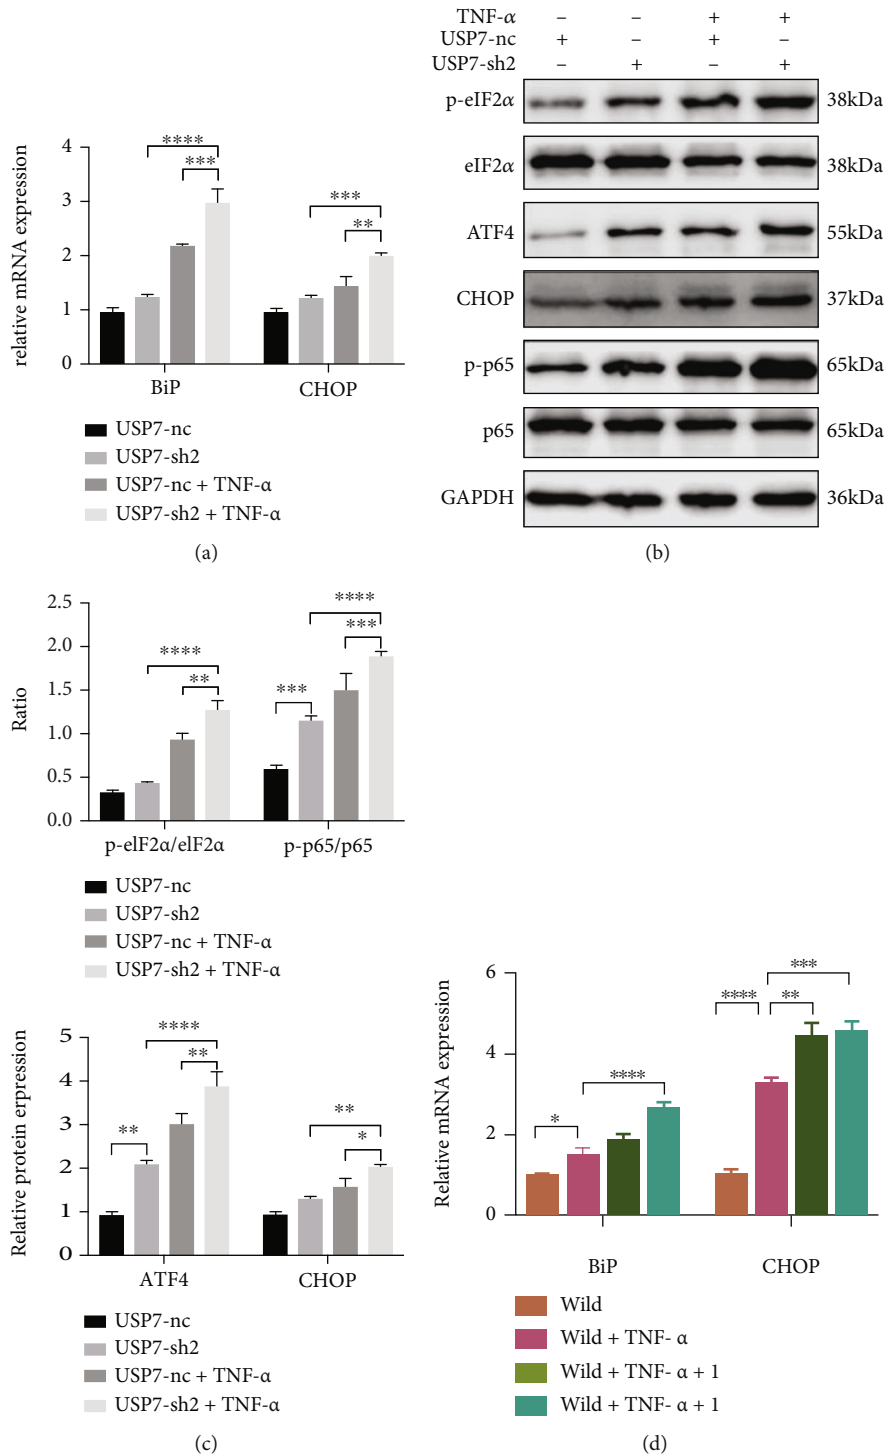 ****
***
***
**
relative mRNA expression
4
3
2
1
0
BiP
CHOP
USP7-nc
USP7-sh2
USP7-nc + TNF-α
USP7-sh2 + TNF-α
(a)
TNF-α – – + +
USP7-nc + – + –
USP7-sh2 – + – +
p-eIF2α 38kDa
eIF2α 38kDa
ATF4 55kDa
CHOP 37kDa
p-p65 65kDa
p65 65kDa
GAPDH 36kDa
(b)
Ratio
2.5
2.0
1.5
1.0
0.5
0.0
****
**
***
****
***
p-elF2α/elF2α
p-p65/p65
USP7-nc
USP7-sh2
USP7-nc + TNF-α
USP7-sh2 + TNF-α
Relative protein erpression
5
4
3
2
1
0
**
****
**
**
*
ATF4
CHOP
USP7-nc
USP7-sh2
USP7-nc + TNF-α
USP7-sh2 + TNF-α
(c)
Relative mRNA expression
6
4
2
0
*
****
****
***
**
BiP
CHOP
Wild
Wild + TNF- α
Wild + TNF- α + 1
Wild + TNF- α + 1
(d)